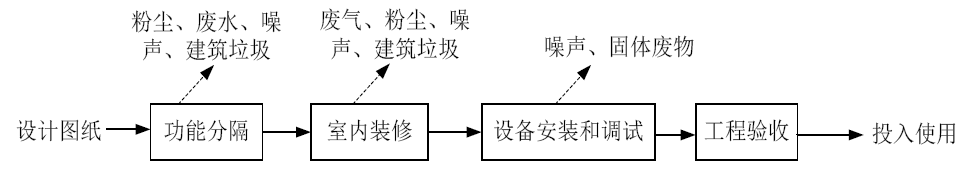 粉尘、废水、噪
声、建筑垃圾
废气、粉尘、噪
声、建筑垃圾
噪声、固体废物
设计图纸
功能分隔
室内装修
设备安装和调试
工程验收
投入使用